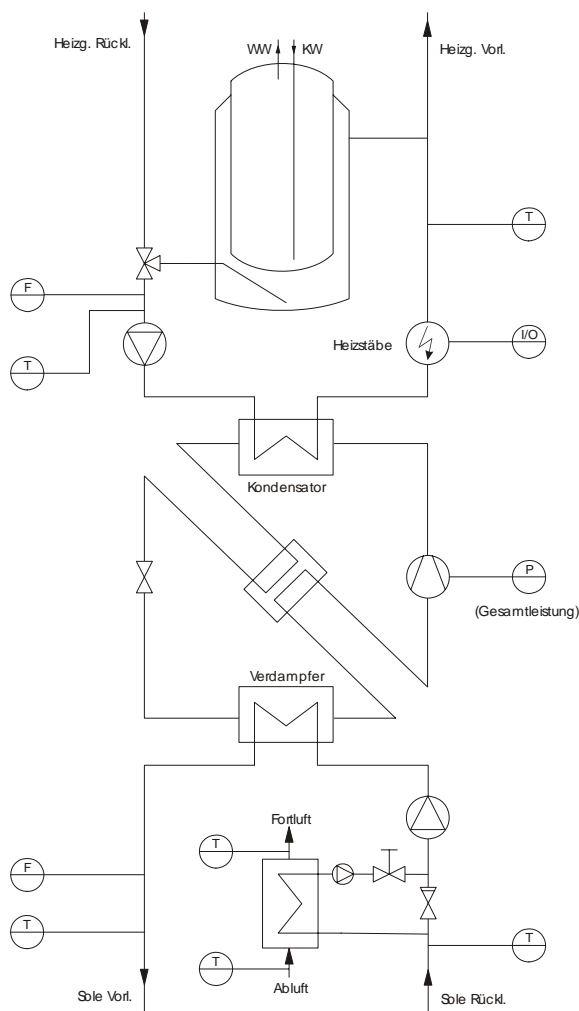 WW KW
Heizg. Rückl.
Heizg. Vorl.
T
F
T
Heizstäbe
I/O
Kondensator
P
(Gesamtleistung)
Verdampfer
Fortluft
T
F
T
T
T
Abluft
Sole Vorl.
Sole Rückl.